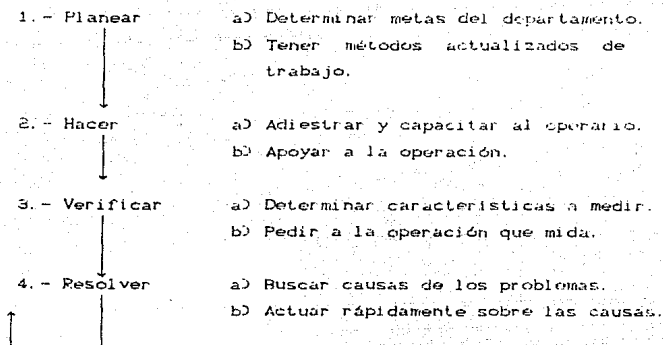 1.- Planear a) Determinar metas del departamento.
b) Tener métodos actualizados de
trabajo.
2.- Hacer a) Adiestrar y capacitar al operario.
b) Apoyar a la operación.
3.- Verificar a) Determinar características a medir.
b) Pedir a la operación que mida.
4.- Resolver a) Buscar causas de los problemas.
b) Actuar rápidamente sobre las causas.